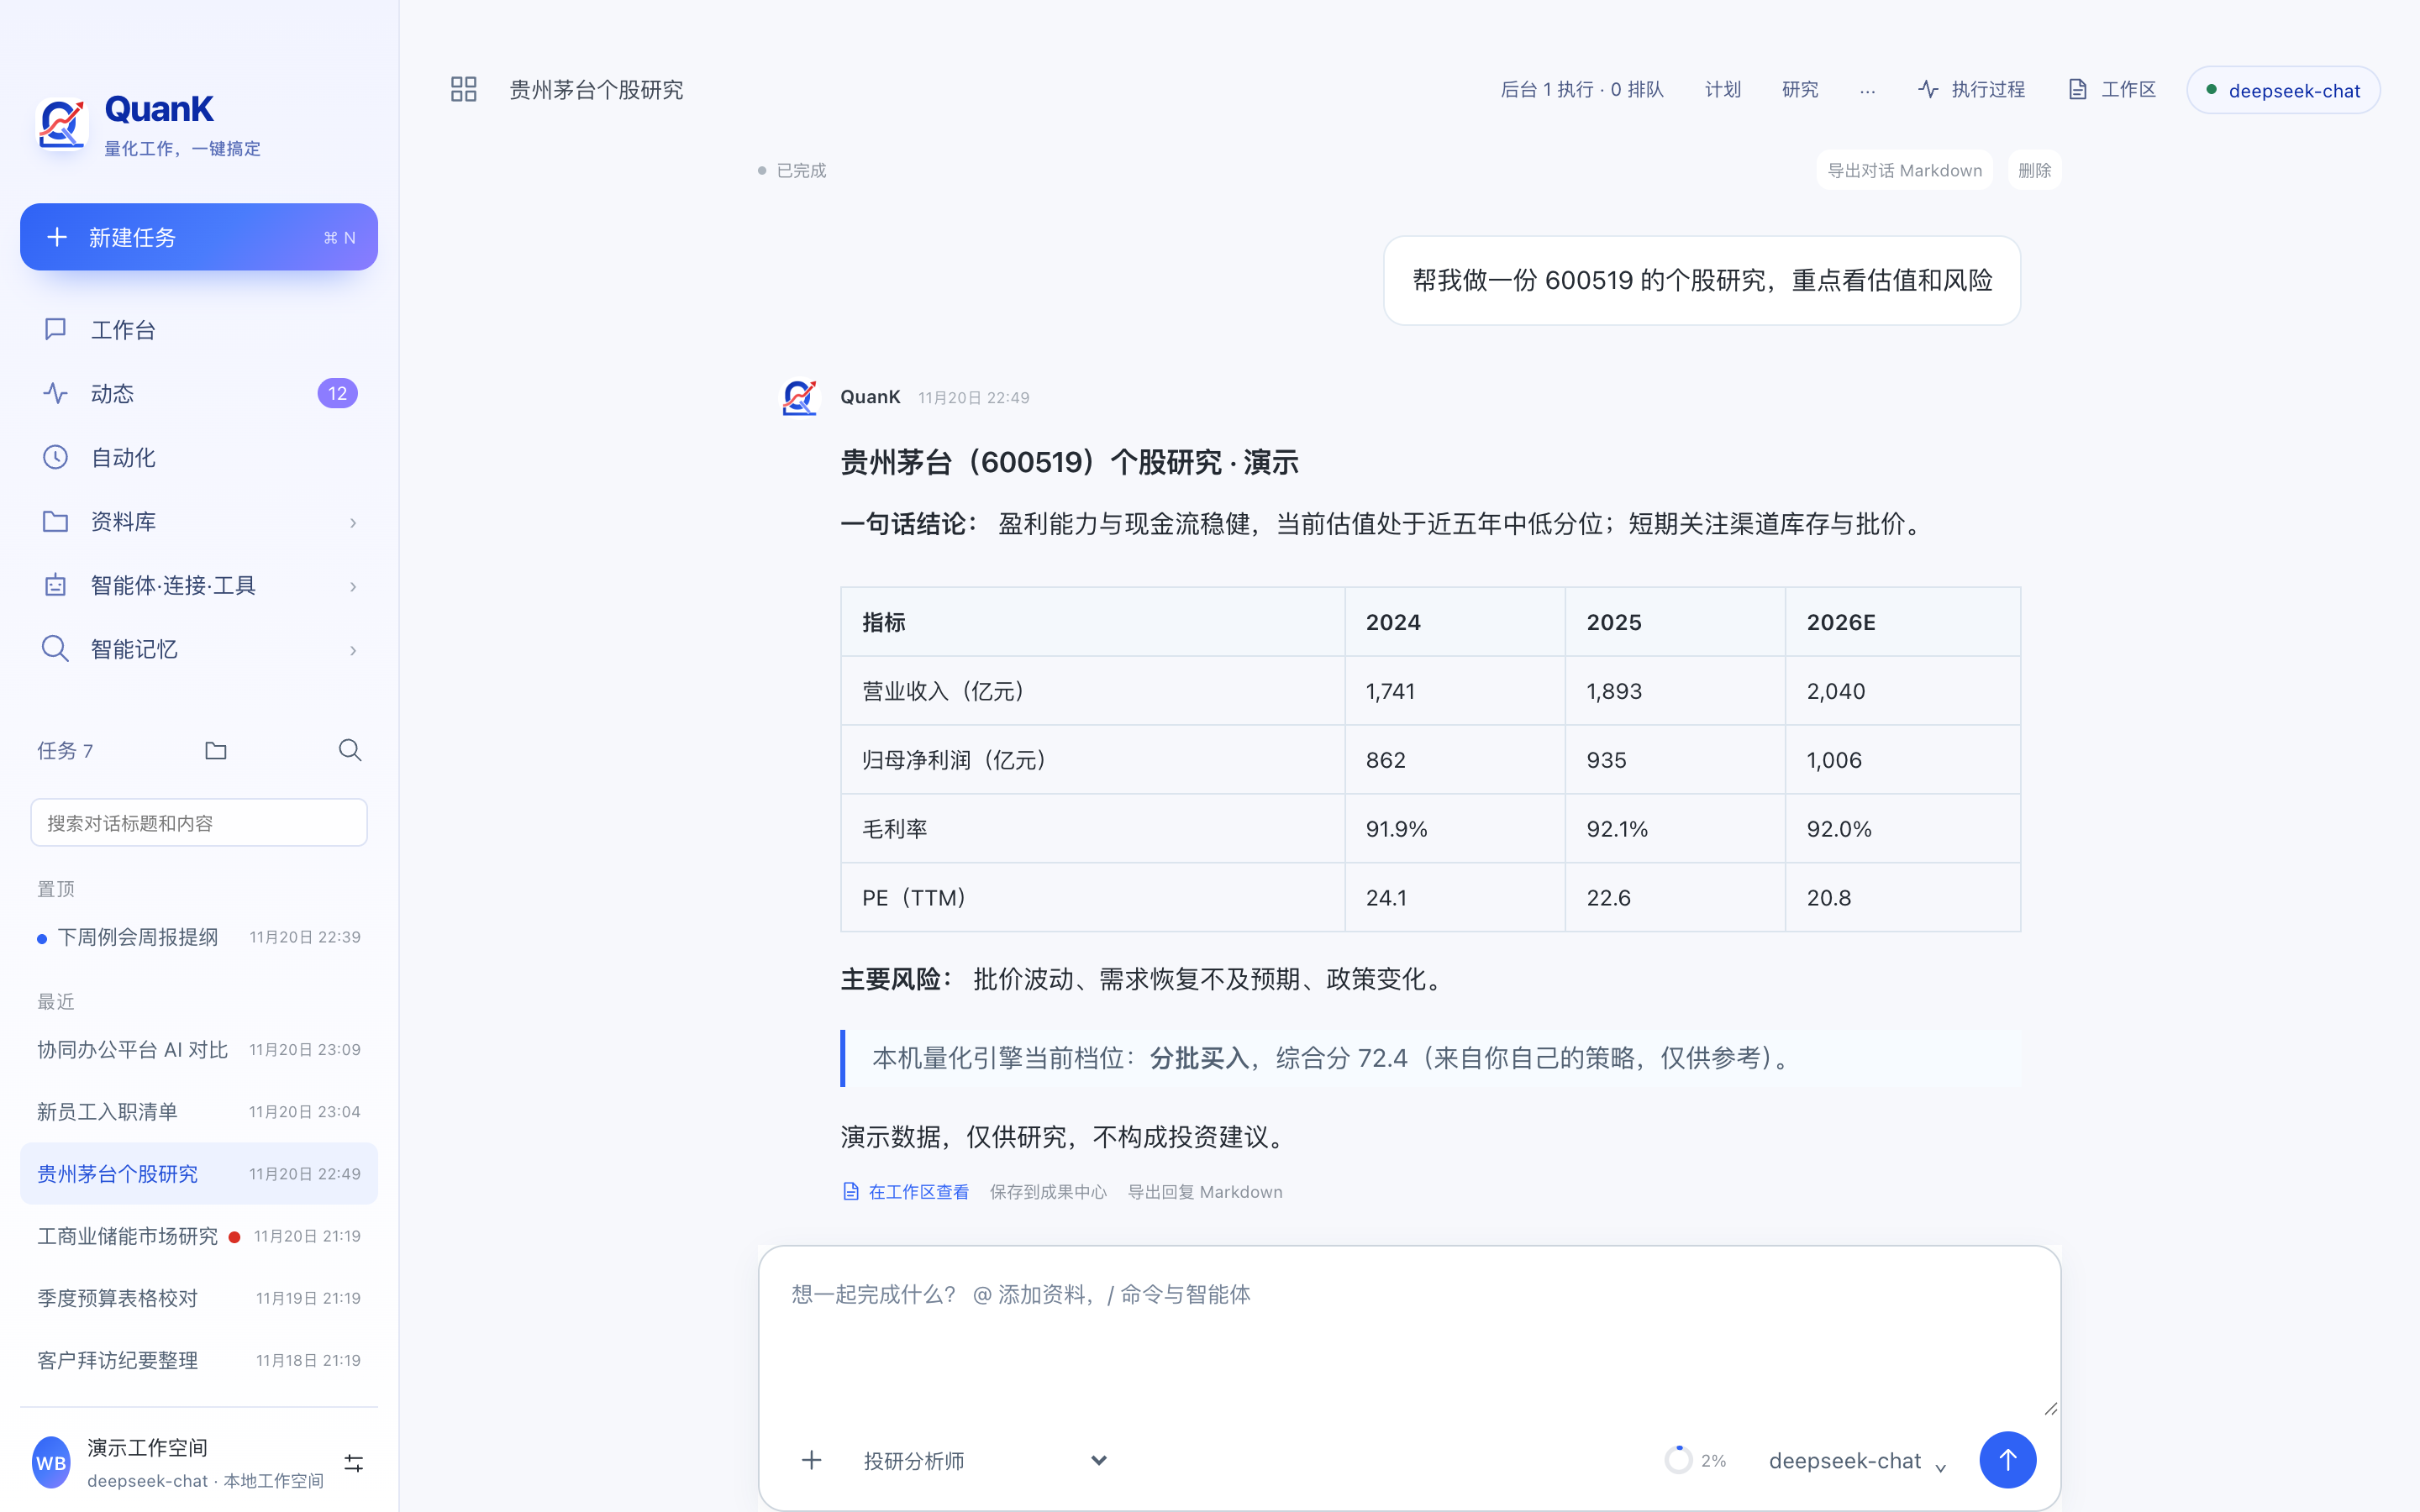 QuanK
量化工作，一键搞定
新建任务 ⌘ N
工作台
动态 12
自动化
资料库
智能体·连接·工具
智能记忆
任务 7
搜索对话标题和内容
置顶
下周例会周报提纲 11月20日 22:39
最近
协同办公平台 AI 对比 11月20日 23:09
新员工入职清单 11月20日 23:04
贵州茅台个股研究 11月20日 22:49
工商业储能市场研究 11月20日 21:19
季度预算表格校对 11月19日 21:19
客户拜访纪要整理 11月18日 21:19
WB 演示工作空间
deepseek-chat · 本地工作空间
贵州茅台个股研究 后台 1 执行 · 0 排队 计划 研究 ... 执行过程 工作区 deepseek-chat
已完成 导出对话 Markdown 删除
帮我做一份 600519 的个股研究，重点看估值和风险
QuanK 11月20日 22:49
贵州茅台（600519）个股研究 · 演示
一句话结论： 盈利能力与现金流稳健，当前估值处于近五年中低分位；短期关注渠道库存与批价。
指标 2024 2025 2026E
营业收入（亿元） 1,741 1,893 2,040
归母净利润（亿元） 862 935 1,006
毛利率 91.9% 92.1% 92.0%
PE（TTM） 24.1 22.6 20.8
主要风险： 批价波动、需求恢复不及预期、政策变化。
本机量化引擎当前档位：分批买入，综合分 72.4（来自你自己的策略，仅供参考）。
演示数据，仅供研究，不构成投资建议。
在工作区查看 保存到成果中心 导出回复 Markdown
想一起完成什么？ @ 添加资料，/ 命令与智能体
投研分析师 2% deepseek-chat